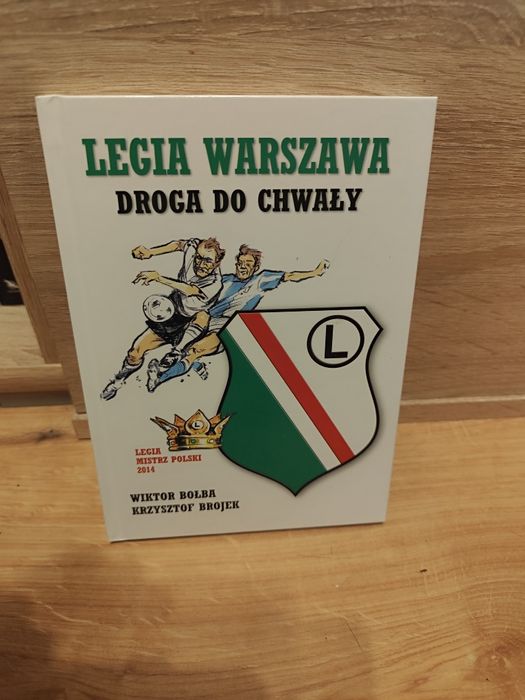 LEGIA WARSZAWA
DROGA DO CHWAŁY
L
L
LEGIA
MISTRZ POLSKI
2014
WIKTOR BOŁBA
KRZYSZTOF BROJEK